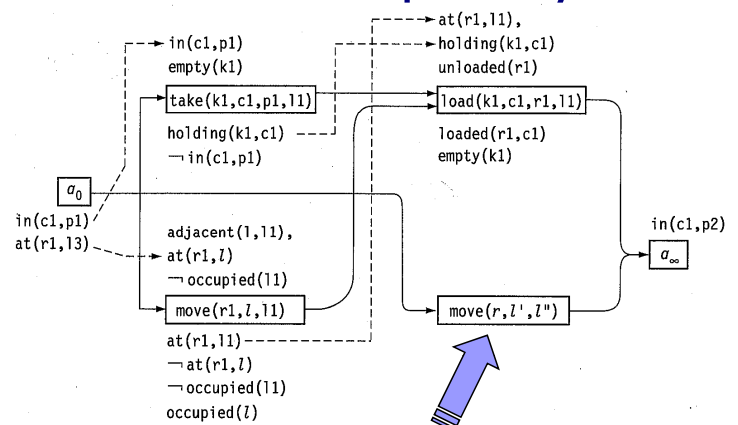 at(r1,l1),
in(c1,p1)
holding(k1,c1)
empty(k1)
unloaded(r1)
take(k1,c1,p1,l1)
load(k1,c1,r1,l1)
holding(k1,c1)
¬in(c1,p1)
loaded(r1,c1)
empty(k1)
a0
in(c1,p1)
at(r1,l3)
adjacent(l,l1),
at(r1,l)
¬occupied(l1)
in(c1,p2)
a∞
move(r1,l,l1)
move(r,l',l")
at(r1,l1)
¬at(r1,l)
¬occupied(l1)
occupied(l)